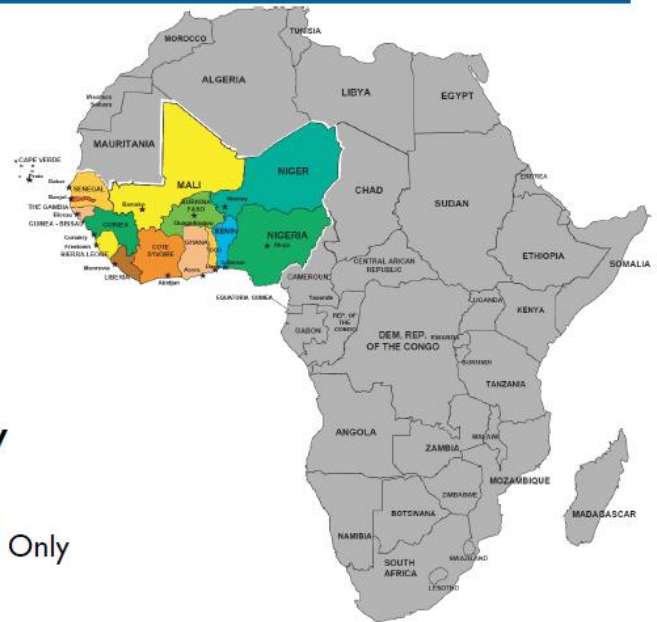 TUNISIA
MOROCCO
ALGERIA
LIBYA
EGYPT
Western
Sahara
MAURITANIA
CAPE VERDE
Praia
Dakar
SENEGAL
MALI
NIGER
CHAD
SUDAN
ERITREA
Banjul
THE GAMBIA
Bissau
GUINEA - BISSAU
Bamako
BURKINA
FASO
Niamey
Ouagadougou
GUINEA
Conakry
Freetown
SIERRA LEONE
BENIN
NIGERIA
Abuja
COTE
D'IVOIRE
GHANA
TOGO
Monrovia
LIBERIA
Abidjan
Accra
CAMEROUN
CENTRAL ARICAN
REPUBLIC
ETHIOPIA
SOMALIA
EQUATORIA GUINEA
Yaounde
GABON
REP. OF
THE
CONGO
DEM. REP.
OF THE CONGO
UGANDA
KENYA
RWANDA
BURUNDI
TANZANIA
ANGOLA
ZAMBIA
MALAWI
MOZAMBIQUE
ZIMBABWE
MADAGASCAR
NAMIBIA
BOTSWANA
SWAZILAND
SOUTH
AFRICA
LESOTHO
y
Only